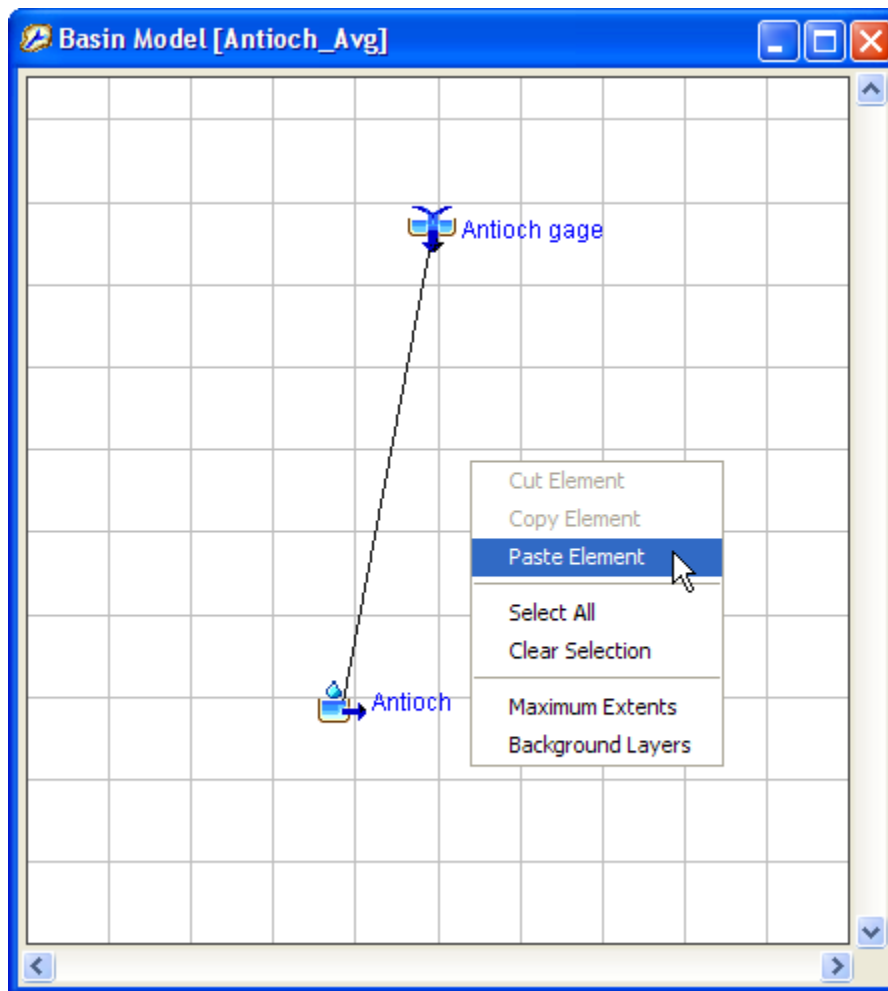 Basin Model [Antioch_Avg]
Antioch gage
Cut Element
Copy Element
Paste Element
Select All
Clear Selection
Antioch
Maximum Extents
Background Layers